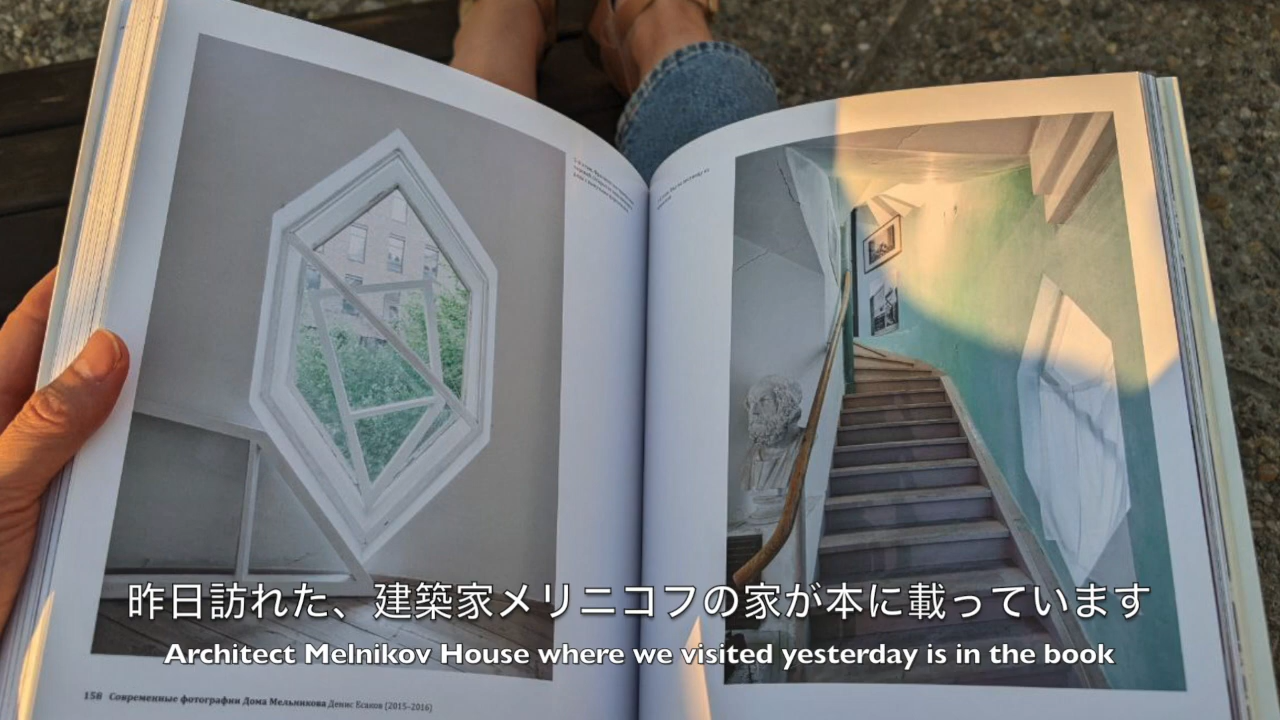 昨日訪れた、建築家メリニコフの家が本に載っています
Architect Melnikov House where we visited yesterday is in the book
158 Современные фотографии Дома Мельникова Денис Есаков (2015–2016)